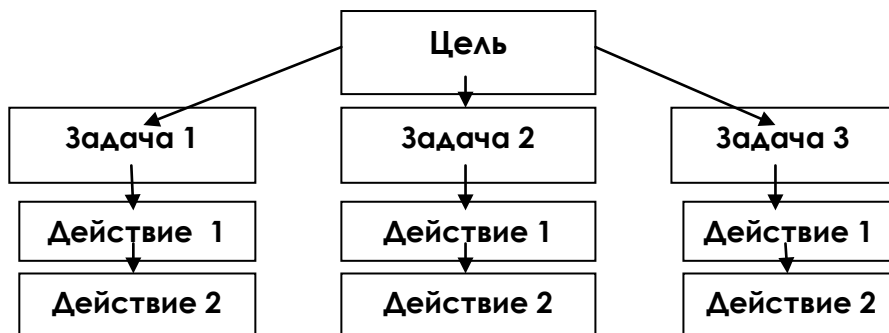 Цель
Задача 1
Задача 2
Задача 3
Действие 1
Действие 1
Действие 1
Действие 2
Действие 2
Действие 2